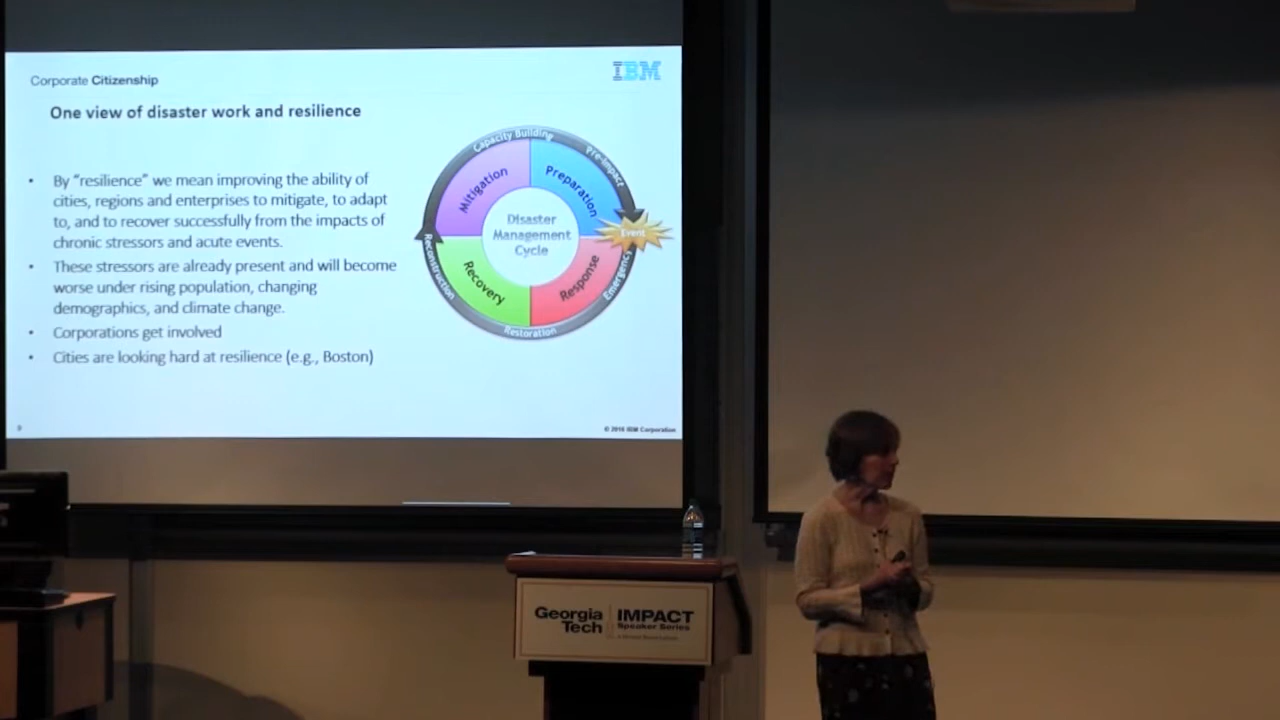 Corporate Citizenship
IBM
One view of disaster work and resilience
• By “resilience” we mean improving the ability of
cities, regions and enterprises to mitigate, to adapt
to, and to recover successfully from the impacts of
chronic stressors and acute events.
• These stressors are already present and will become
worse under rising population, changing
demographics, and climate change.
• Corporations get involved
• Cities are looking hard at resilience (e.g., Boston)
Capacity Building
Pre-Impact
Mitigation
Preparation
Disaster
Management
Cycle
Event
Reconstruction
Recovery
Response
Emergency
Restoration
9
© 2016 IBM Corporation
Georgia
Tech
IMPACT
Speaker Series